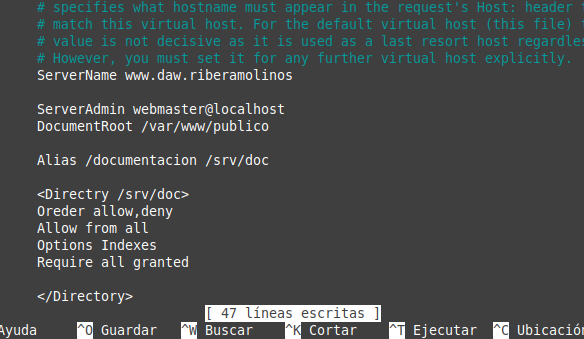 # specifies what hostname must appear in the request's Host: header
# match this virtual host. For the default virtual host (this file)
# value is not decisive as it is used as a last resort host regardles
# However, you must set it for any further virtual host explicitly.
ServerName www.daw.riberamolinos
ServerAdmin webmaster@localhost
DocumentRoot /var/www/publico
Alias /documentacion /srv/doc
<Directry /srv/doc>
Oreder allow,deny
Allow from all
Options Indexes
Require all granted
</Directory>
[ 47 líneas escritas ]
Ayuda ^O Guardar ^W Buscar ^K Cortar ^T Ejecutar ^C Ubicación